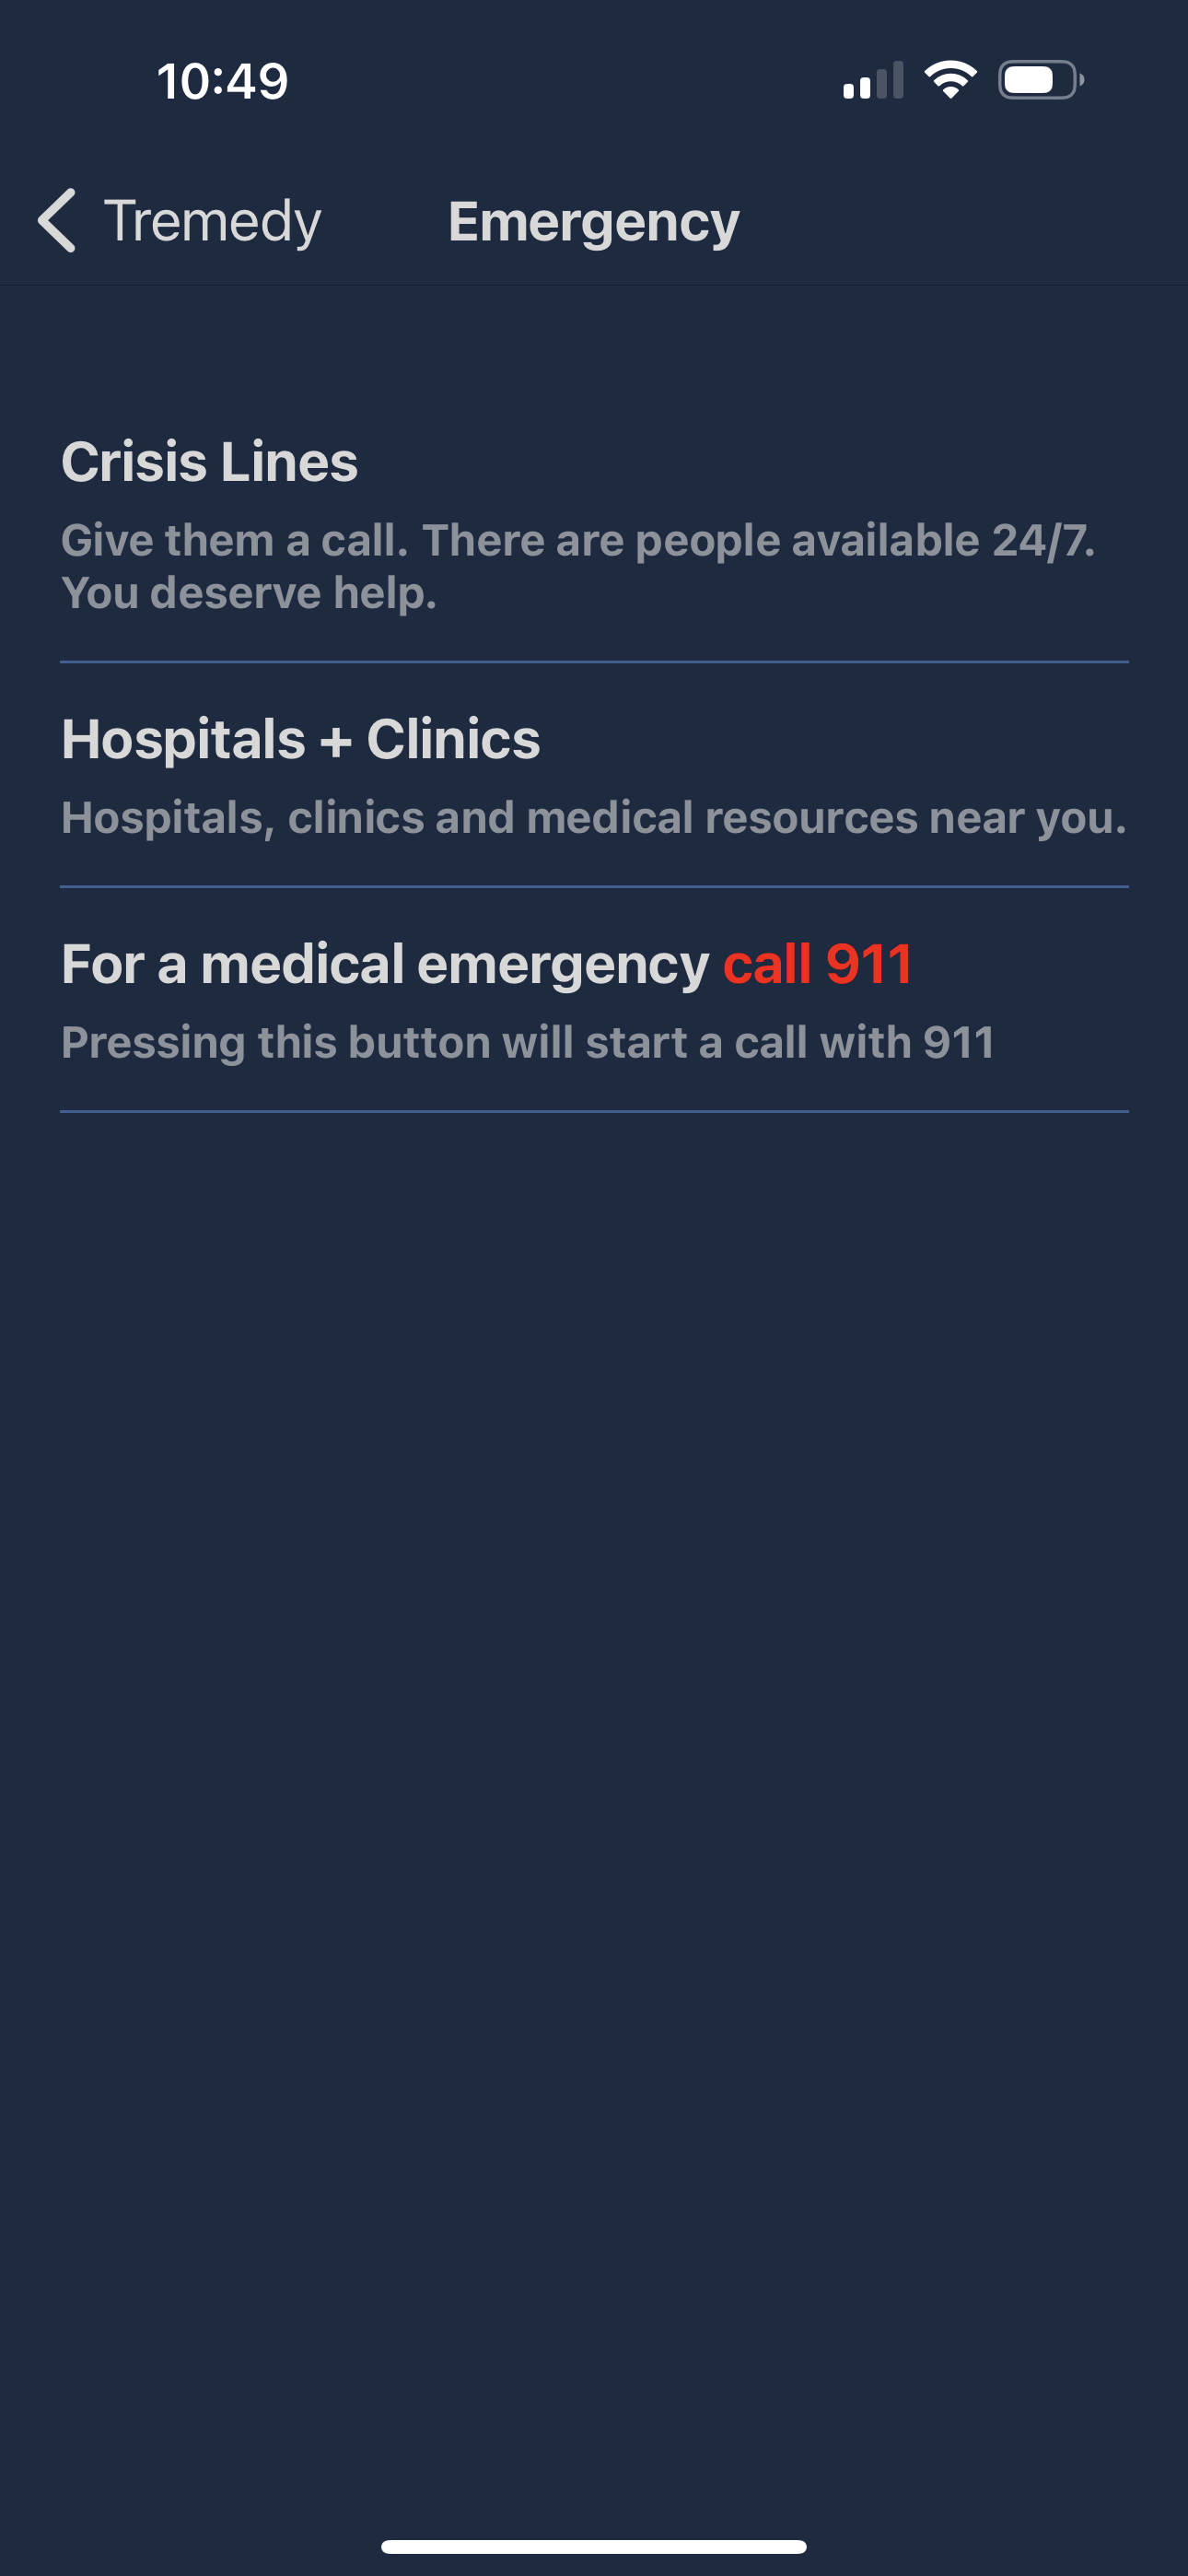 10:49
Tremedy
Emergency
Crisis Lines
Give them a call. There are people available 24/7.
You deserve help.
Hospitals + Clinics
Hospitals, clinics and medical resources near you.
For a medical emergency call 911
Pressing this button will start a call with 911